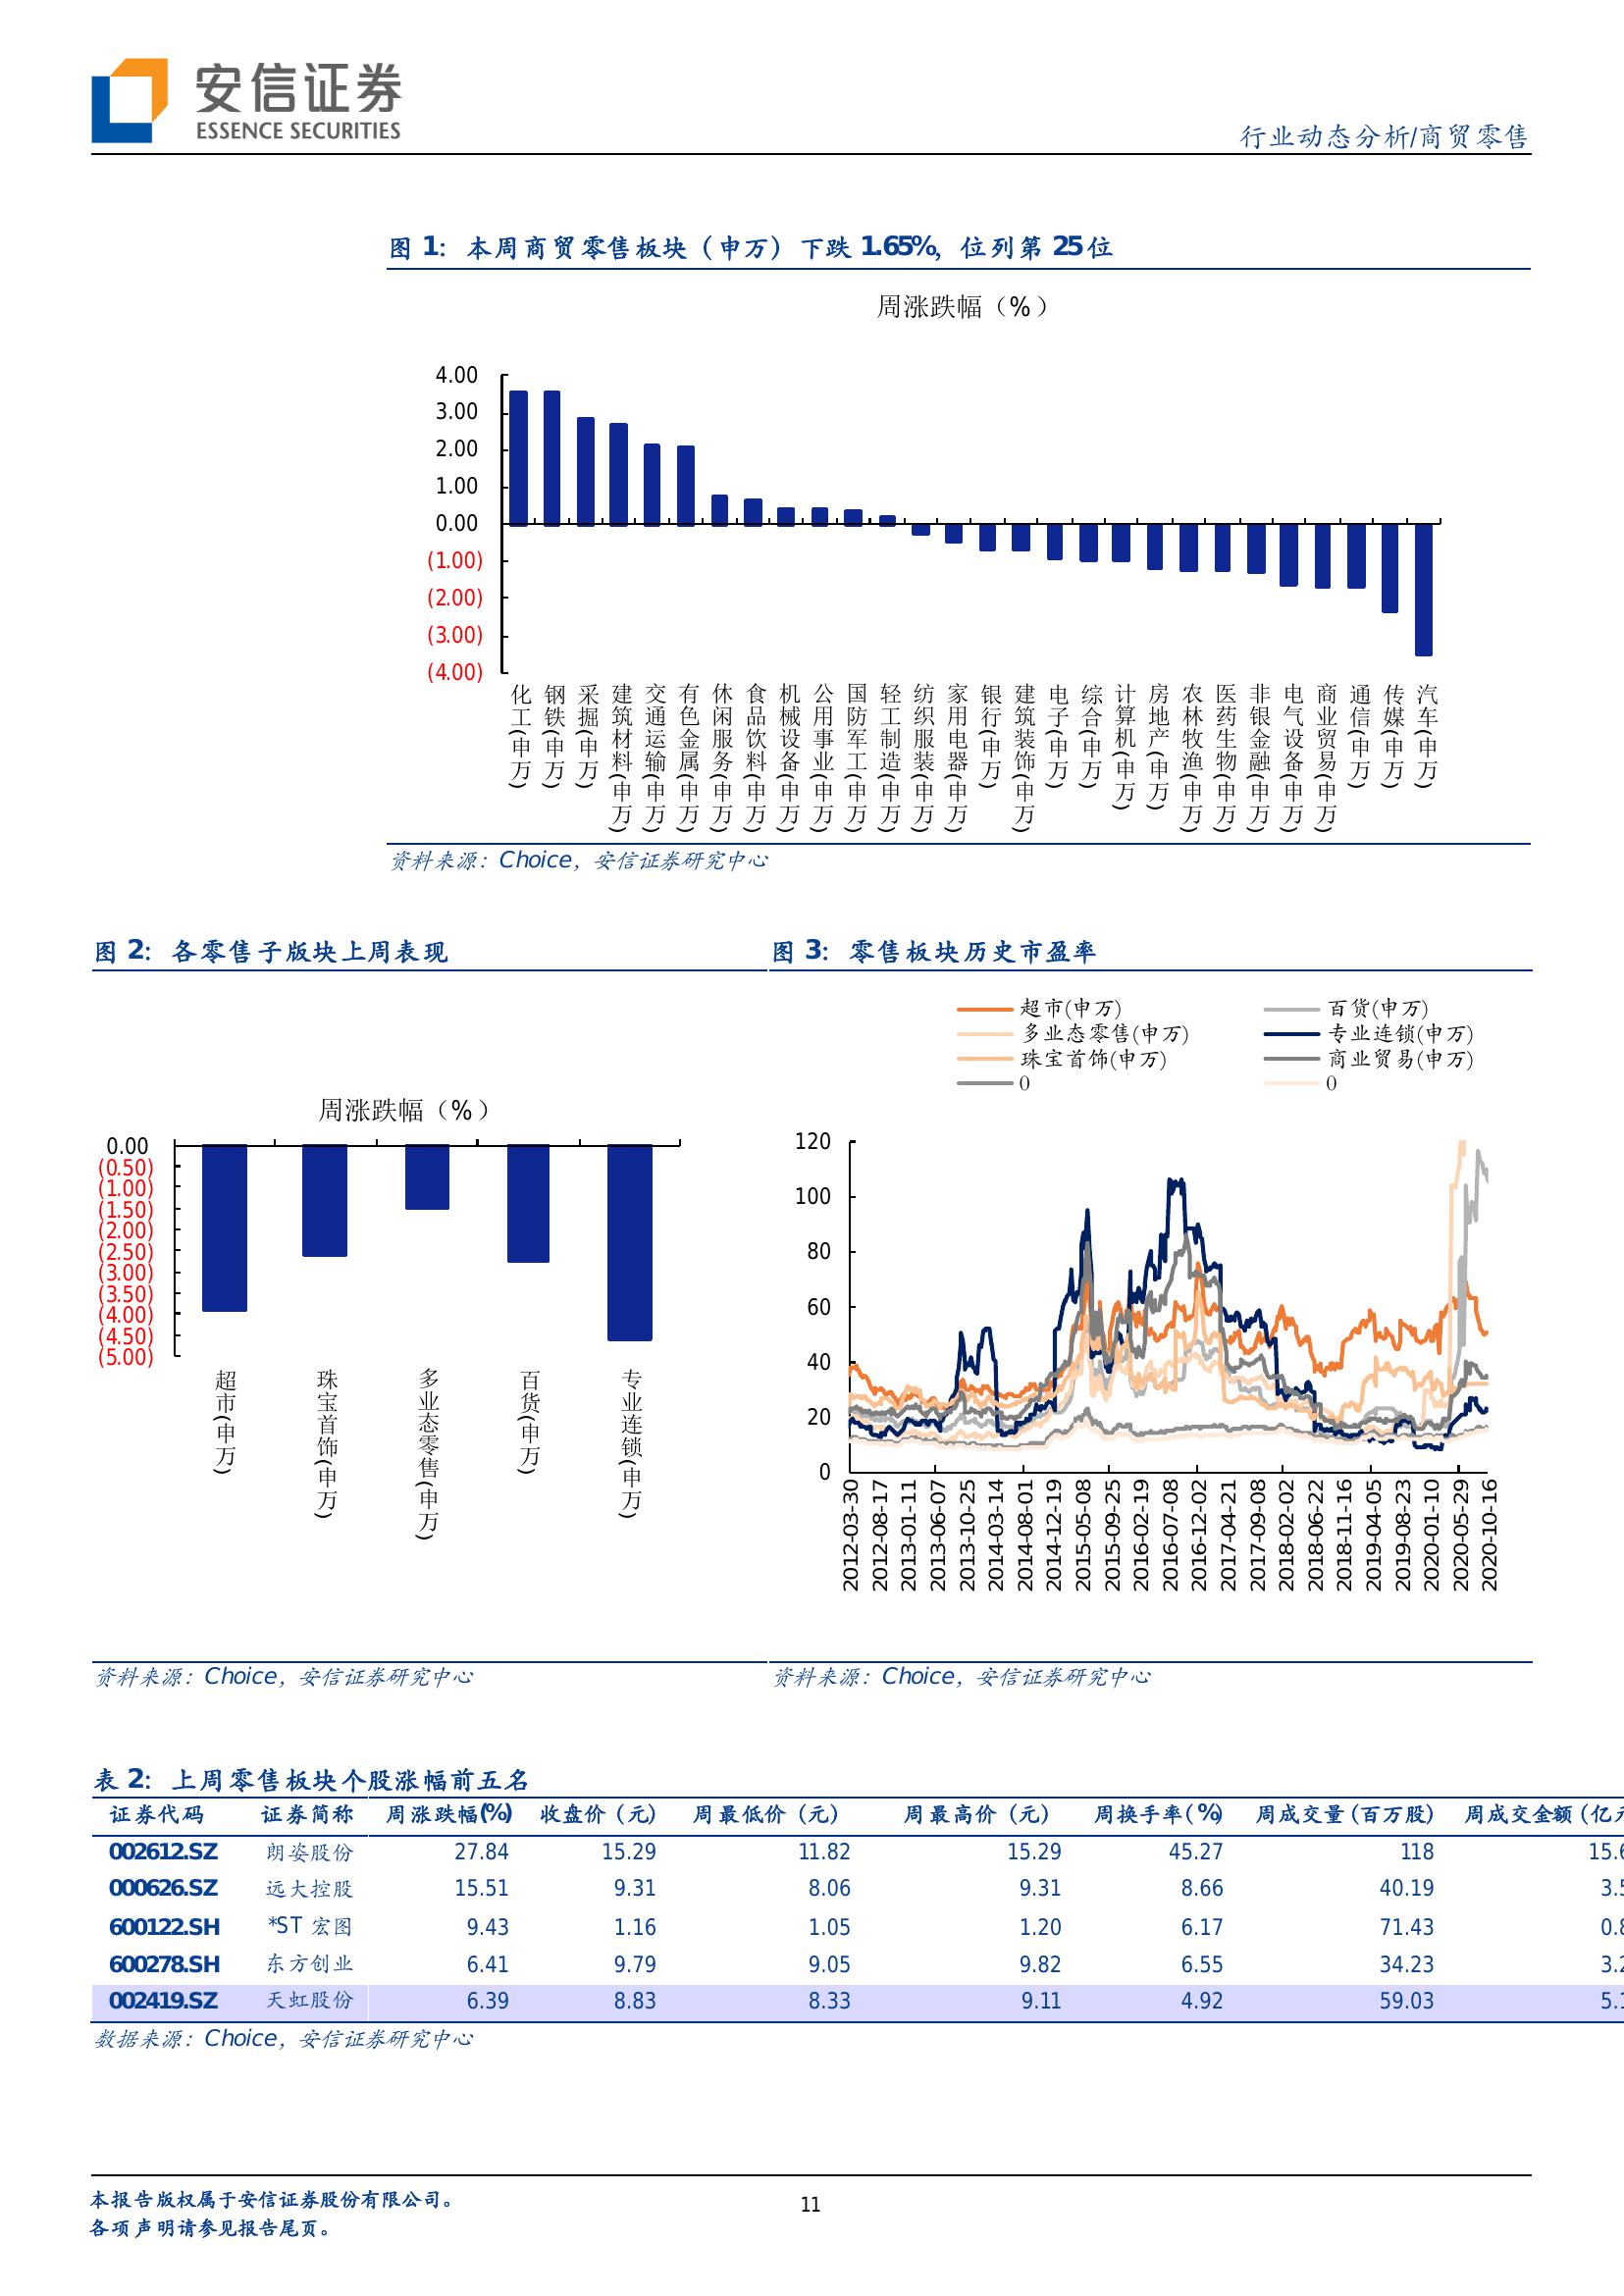 安信证券
ESSENCE SECURITIES
行业动态分析/商贸零售
图 1：本周商贸零售板块（申万）下跌 1.65%，位列第 25 位
周涨跌幅（%）
4.00
3.00
2.00
1.00
0.00
(1.00)
(2.00)
(3.00)
(4.00)
化工(申万)
钢铁(申万)
采掘(申万)
建筑材料(申万)
交通运输(申万)
有色金属(申万)
休闲服务(申万)
食品饮料(申万)
机械设备(申万)
公用事业(申万)
国防军工(申万)
轻工制造(申万)
纺织服装(申万)
家用电器(申万)
银行(申万)
建筑装饰(申万)
电子(申万)
综合(申万)
计算机(申万)
房地产(申万)
农林牧渔(申万)
医药生物(申万)
非银金融(申万)
电气设备(申万)
商业贸易(申万)
通信(申万)
传媒(申万)
汽车(申万)
资料来源：Choice，安信证券研究中心
图 2：各零售子版块上周表现
周涨跌幅（%）
0.00
(0.50)
(1.00)
(1.50)
(2.00)
(2.50)
(3.00)
(3.50)
(4.00)
(4.50)
(5.00)
超市(申万)
珠宝首饰(申万)
多业态零售(申万)
百货(申万)
专业连锁(申万)
资料来源：Choice，安信证券研究中心
图 3：零售板块历史市盈率
超市(申万) 百货(申万)
多业态零售(申万) 专业连锁(申万)
珠宝首饰(申万) 商业贸易(申万)
0 0
120
100
80
60
40
20
0
2012-03-30
2012-08-17
2013-01-11
2013-06-07
2013-10-25
2014-03-14
2014-08-01
2014-12-19
2015-05-08
2015-09-25
2016-02-19
2016-07-08
2016-12-02
2017-04-21
2017-09-08
2018-02-02
2018-06-22
2018-11-16
2019-04-05
2019-08-23
2020-01-10
2020-05-29
2020-10-16
资料来源：Choice，安信证券研究中心
表 2：上周零售板块个股涨幅前五名
证券代码 证券简称 周涨跌幅(%) 收盘价（元） 周最低价（元） 周最高价（元） 周换手率(%) 周成交量(百万股) 周成交金额(亿元
002612.SZ 朗姿股份 27.84 15.29 11.82 15.29 45.27 118 15.6
000626.SZ 远大控股 15.51 9.31 8.06 9.31 8.66 40.19 3.5
600122.SH *ST 宏图 9.43 1.16 1.05 1.20 6.17 71.43 0.8
600278.SH 东方创业 6.41 9.79 9.05 9.82 6.55 34.23 3.2
002419.SZ 天虹股份 6.39 8.83 8.33 9.11 4.92 59.03 5.1
数据来源：Choice，安信证券研究中心
本报告版权属于安信证券股份有限公司。
各项声明请参见报告尾页。
11